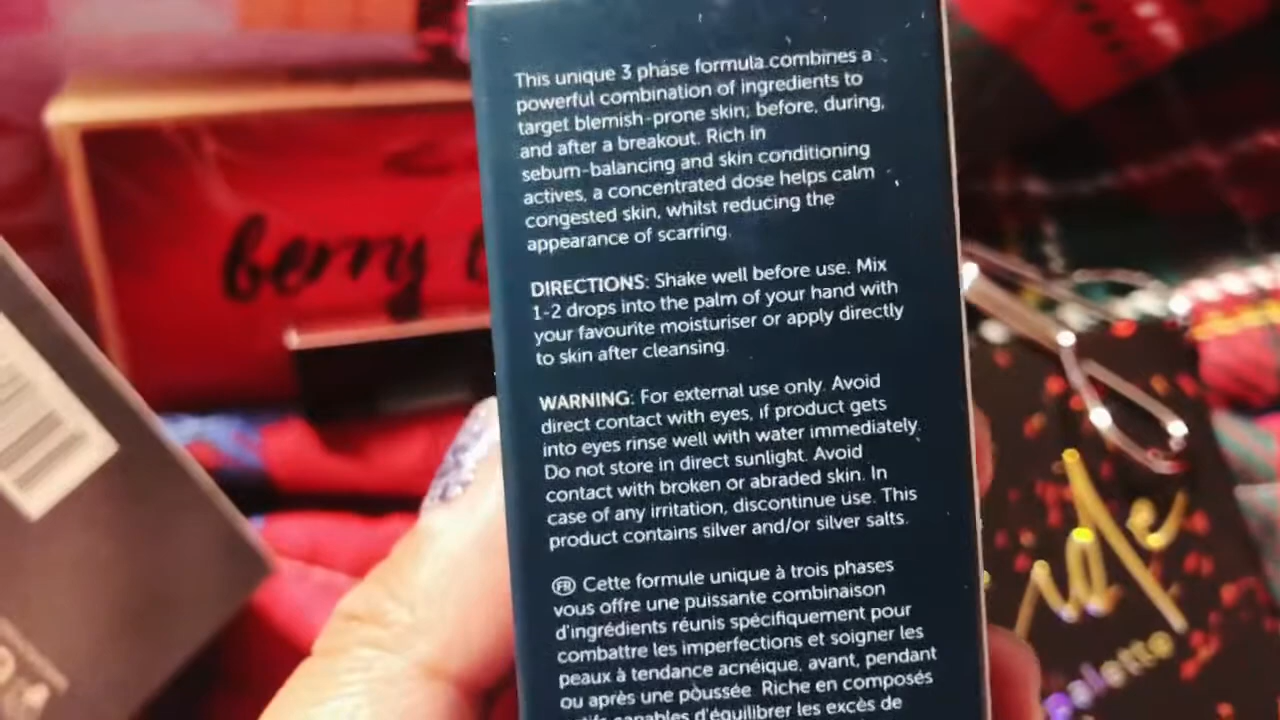 This unique 3 phase formula combines a
powerful combination of ingredients to
target blemish-prone skin, before, during,
and after a breakout. Rich in
sebum-balancing and skin conditioning
actives, a concentrated dose helps calm
congested skin, whilst reducing the
appearance of scarring.
DIRECTIONS: Shake well before use. Mix
1-2 drops into the palm of your hand with
your favourite moisturiser or apply directly
to skin after cleansing.
WARNING: For external use only. Avoid
direct contact with eyes, if product gets
into eyes rinse well with water immediately.
Do not store in direct sunlight. Avoid
contact with broken or abraded skin. In
case of any irritation, discontinue use. This
product contains silver and/or silver salts.
FR Cette formule unique à trois phases
vous offre une puissante combinaison
d'ingrédients réunis spécifiquement pour
combattre les imperfections et soigner les
peaux à tendance acnéique, avant, pendant
ou après une poussée. Riche en composés
capables d'équilibrer les excès de
berry